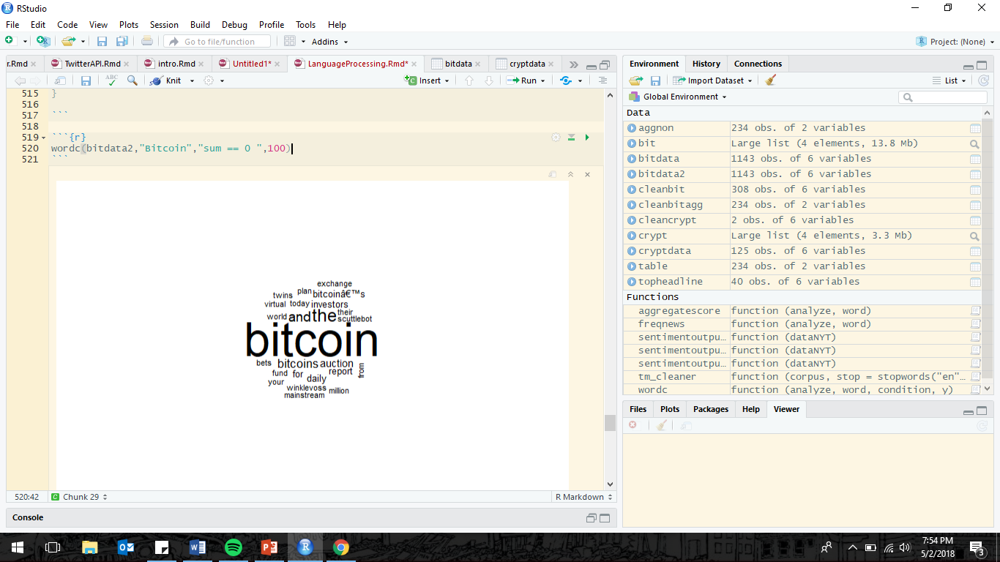 RStudio
File Edit Code View Plots Session Build Debug Profile Tools Help
Go to file/function Addins Project: (None)
r.Rmd TwitterAPI.Rmd intro.Rmd Untitled1* LanguageProcessing.Rmd* bitdata cryptdata
ABC Knit Insert Run
515 }
516
517 ```
518
519 ```{r}
520 wordc(bitdata2,"Bitcoin","sum == 0 ",100)
521 ```
exchange
twins plan bitcoinâ€™s
virtual today investors
world and the their
scuttlebot
bitcoin
bets bitcoins auction
fund for daily report from
your
winklevoss million
mainstream
520:42 Chunk 29 R Markdown
Console
Environment History Connections
Import Dataset List
Global Environment
Data
aggnon 234 obs. of 2 variables
bit Large list (4 elements, 13.8 Mb)
bitdata 1143 obs. of 6 variables
bitdata2 1143 obs. of 6 variables
cleanbit 308 obs. of 6 variables
cleanbitagg 234 obs. of 2 variables
cleancrypt 2 obs. of 6 variables
crypt Large list (4 elements, 3.3 Mb)
cryptdata 125 obs. of 6 variables
table 234 obs. of 2 variables
topheadline 40 obs. of 6 variables
Functions
aggregatescore function (analyze, word)
freqnews function (analyze, word)
sentimentoutpu… function (dataNYT)
sentimentoutpu… function (dataNYT)
sentimentoutpu… function (dataNYT)
tm_cleaner function (corpus, stop = stopwords("en"…
wordc function (analyze, word, condition, y)
Files Plots Packages Help Viewer
7:54 PM
5/2/2018
3